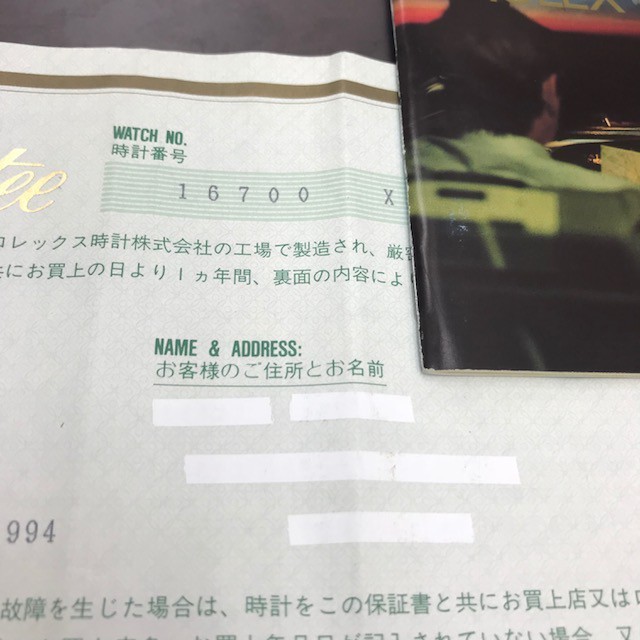 WATCH NO.
時計番号
16700 X
tee
ロレックス時計株式会社の工場で製造され、厳
共にお買上の日より1ヵ年間、裏面の内容によ
NAME & ADDRESS:
お客様のご住所とお名前
994
故障を生じた場合は、時計をこの保証書と共にお買上店又は